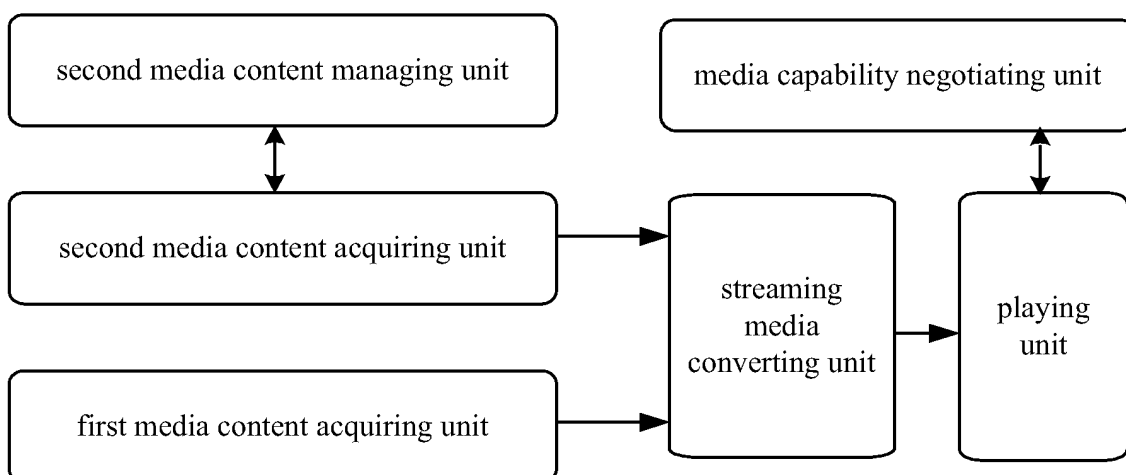 second media content managing unit
media capability negotiating unit
second media content acquiring unit
streaming
media
converting unit
playing
unit
first media content acquiring unit